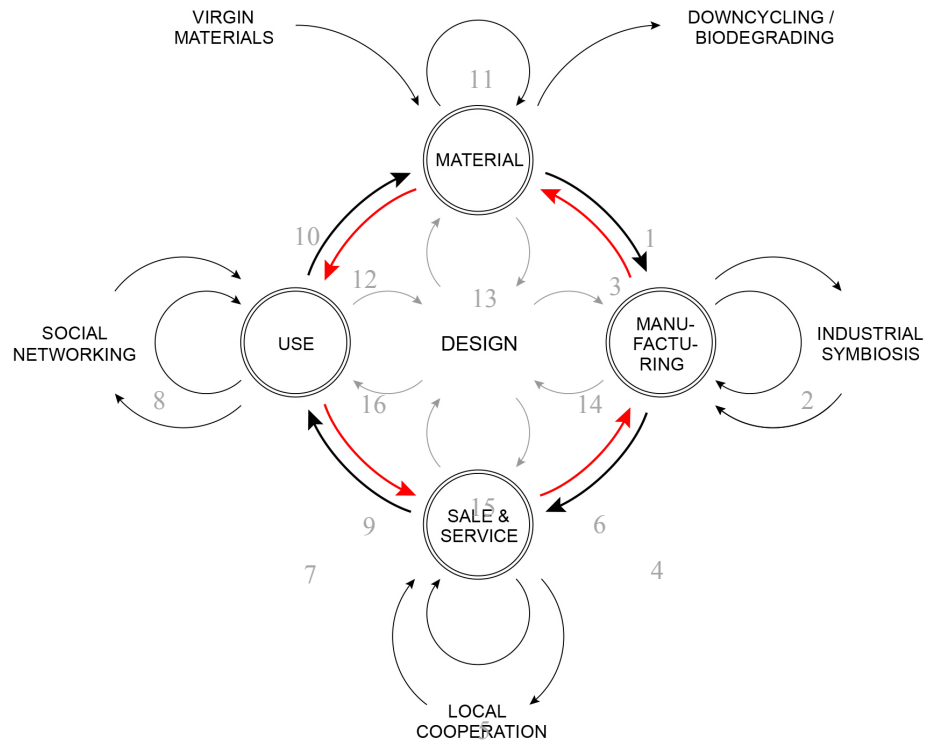 VIRGIN
MATERIALS
DOWNCYCLING /
BIODEGRADING
11
MATERIAL
10
1
12
13
3
SOCIAL
NETWORKING
USE
DESIGN
MANU-
FACTU-
RING
INDUSTRIAL
SYMBIOSIS
8
16
14
2
15
SALE &
SERVICE
9
6
7
4
LOCAL
COOPERATION
5